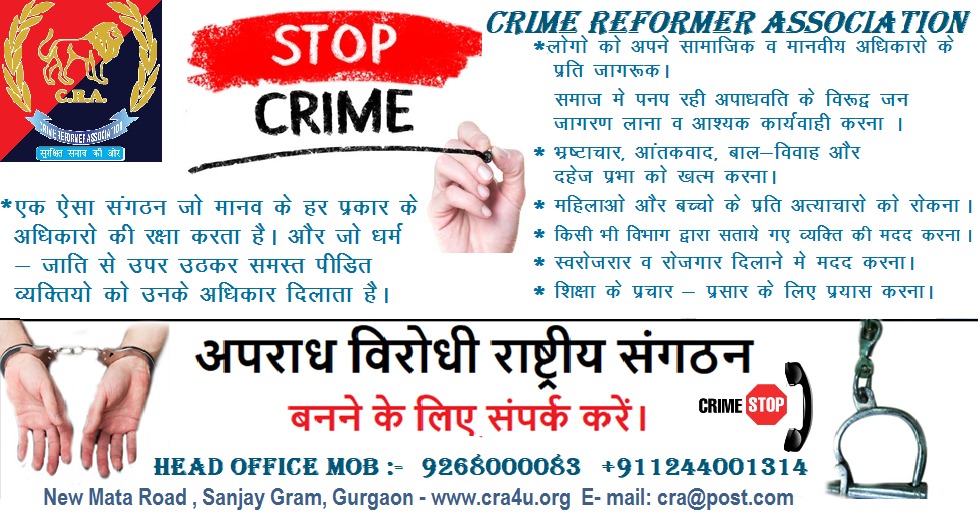 C.R.A.
CRIME REFORMER ASSOCIATION
सुरक्षित समाज की ओर
STOP
CRIME
CRIME REFORMER ASSOCIATION
*लोगो को अपने सामाजिक व मानवीय अधिकारो के
प्रति जागरूक।
समाज मे पनप रही अपाधवति के विरूद्व जन
जागरण लाना व आश्यक कार्यवाही करना ।
* भ्रष्टाचार, आंतकवाद, बाल–विवाह और
दहेज प्रभा को खत्म करना।
* महिलाओ और बच्चो के प्रति अत्याचारो को रोकना।
* किसी भी विभाग द्वारा सताये गए व्यक्ति की मदद करना।
* स्वरोजरार व रोजगार दिलाने मे मदद करना।
* शिक्षा के प्रचार – प्रसार के लिए प्रयास करना।
*एक ऐसा संगठन जो मानव के हर प्रकार के
अधिकारो की रक्षा करता है। और जो धर्म
– जाति से उपर उठकर समस्त पीडित
व्यक्तियो को उनके अधिकार दिलाता है।
अपराध विरोधी राष्ट्रीय संगठन
बनने के लिए संपर्क करें।
CRIME STOP
HEAD OFFICE MOB :- 9268000083 +911244001314
New Mata Road , Sanjay Gram, Gurgaon - www.cra4u.org E- mail: cra@post.com